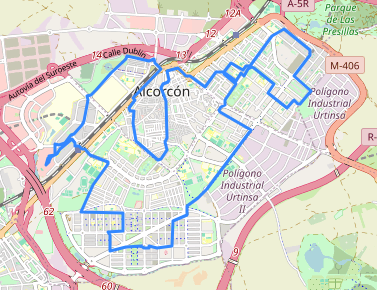 12A
A-5R
Parque
de Las
Presillas
14
Calle Dublín
13
M-406
Autovía del Suroeste
Alcorcón
Polígono
Industrial
Urtinsa
R-
Polígono
Industrial
Urtinsa
II
62
9
60